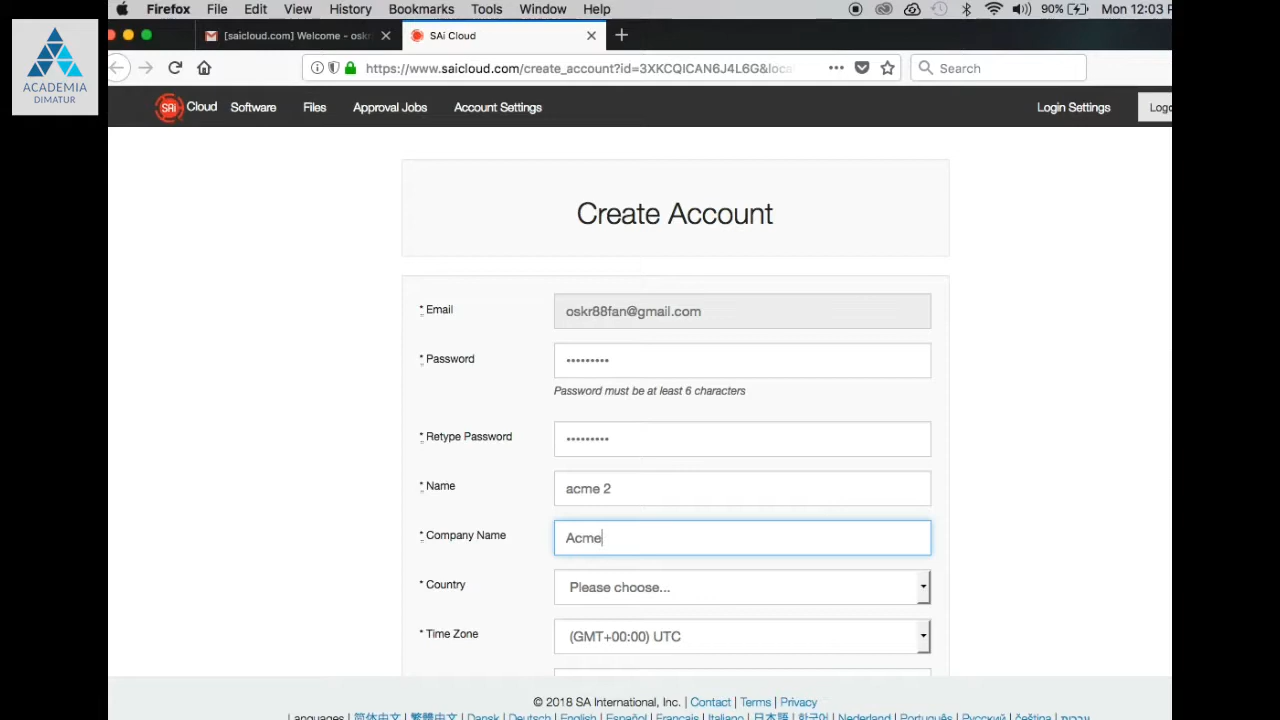 Firefox File Edit View History Bookmarks Tools Window Help 90% Mon 12:03 P
ACADEMIA
DIMATUR
[saicloud.com] Welcome - osk
SAi Cloud
https://www.saicloud.com/create_account?id=3XKCQICAN6J4L6G&loca
Search
SAi Cloud Software Files Approval Jobs Account Settings Login Settings Logo
Create Account
* Email oskr88fan@gmail.com
* Password •••••••••
Password must be at least 6 characters
* Retype Password •••••••••
* Name acme 2
* Company Name Acme
* Country Please choose...
* Time Zone (GMT+00:00) UTC
© 2018 SA International, Inc. | Contact | Terms | Privacy
Languages | 简体中文 | 繁體中文 | Dansk | Deutsch | English | Español | Français | Italiano | 日本語 | 한국어 | Nederland | Português | Русский | čeština | עברית